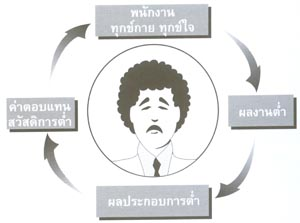 พนักงาน
ทุกข์กาย ทุกข์ใจ
ผลงานต่ำ
ผลประกอบการต่ำ
ค่าตอบแทน
สวัสดิการต่ำ